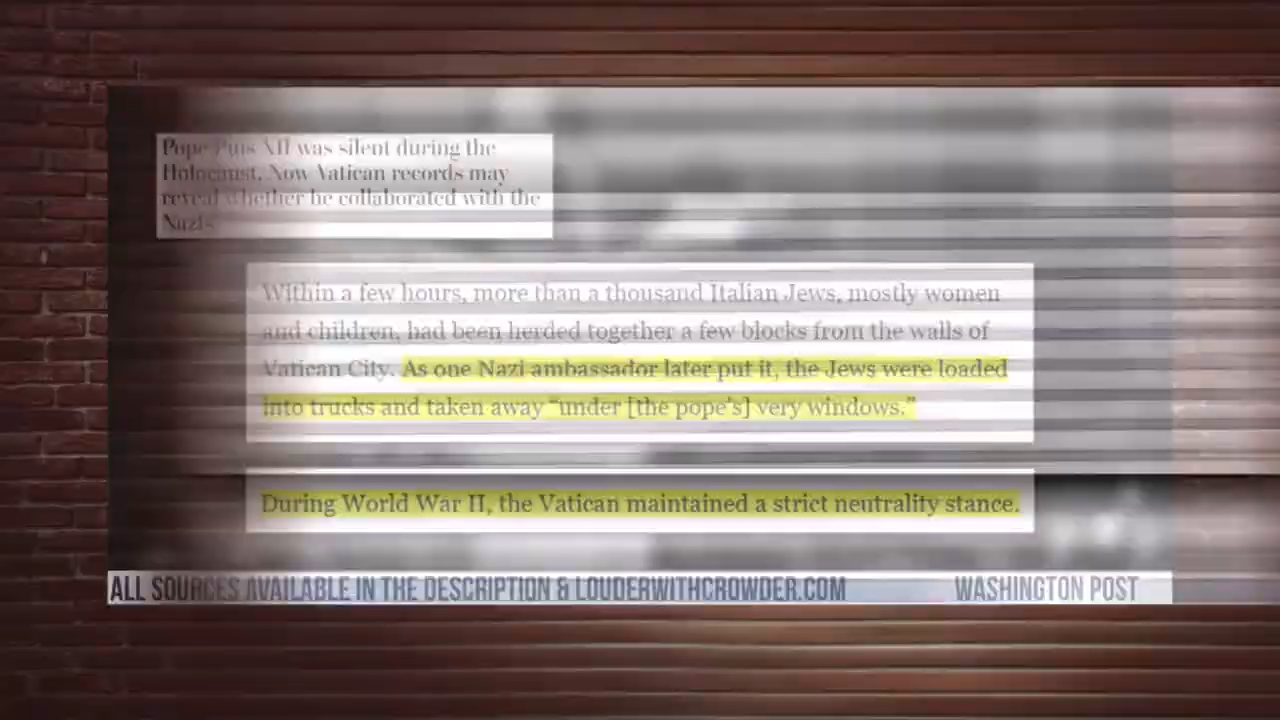 Pope Pius XII was silent during the
Holocaust. Now Vatican records may
reveal whether he collaborated with the
Nazis
Within a few hours, more than a thousand Italian Jews, mostly women
and children, had been herded together a few blocks from the walls of
Vatican City. As one Nazi ambassador later put it, the Jews were loaded
into trucks and taken away “under [the pope’s] very windows.”
During World War II, the Vatican maintained a strict neutrality stance.
ALL SOURCES AVAILABLE IN THE DESCRIPTION & LOUDERWITHCROWDER.COM
WASHINGTON POST